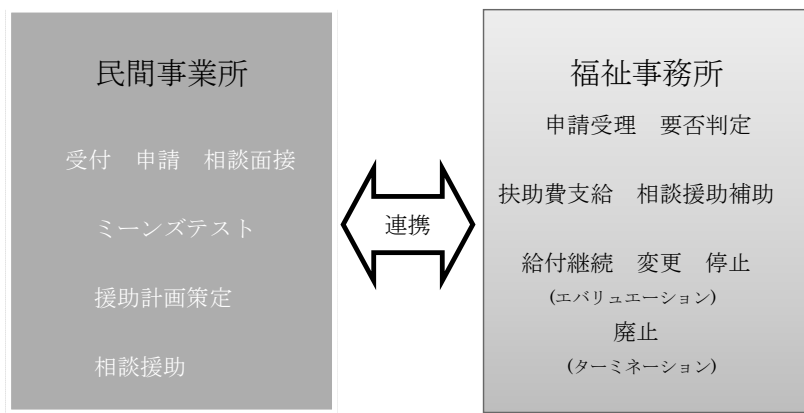 民間事業所
受付　申請　相談面接
ミーンズテスト
援助計画策定
相談援助
連携
福祉事務所
申請受理　要否判定
扶助費支給　相談援助補助
給付継続　変更　停止
(エバリュエーション)
廃止
(ターミネーション)